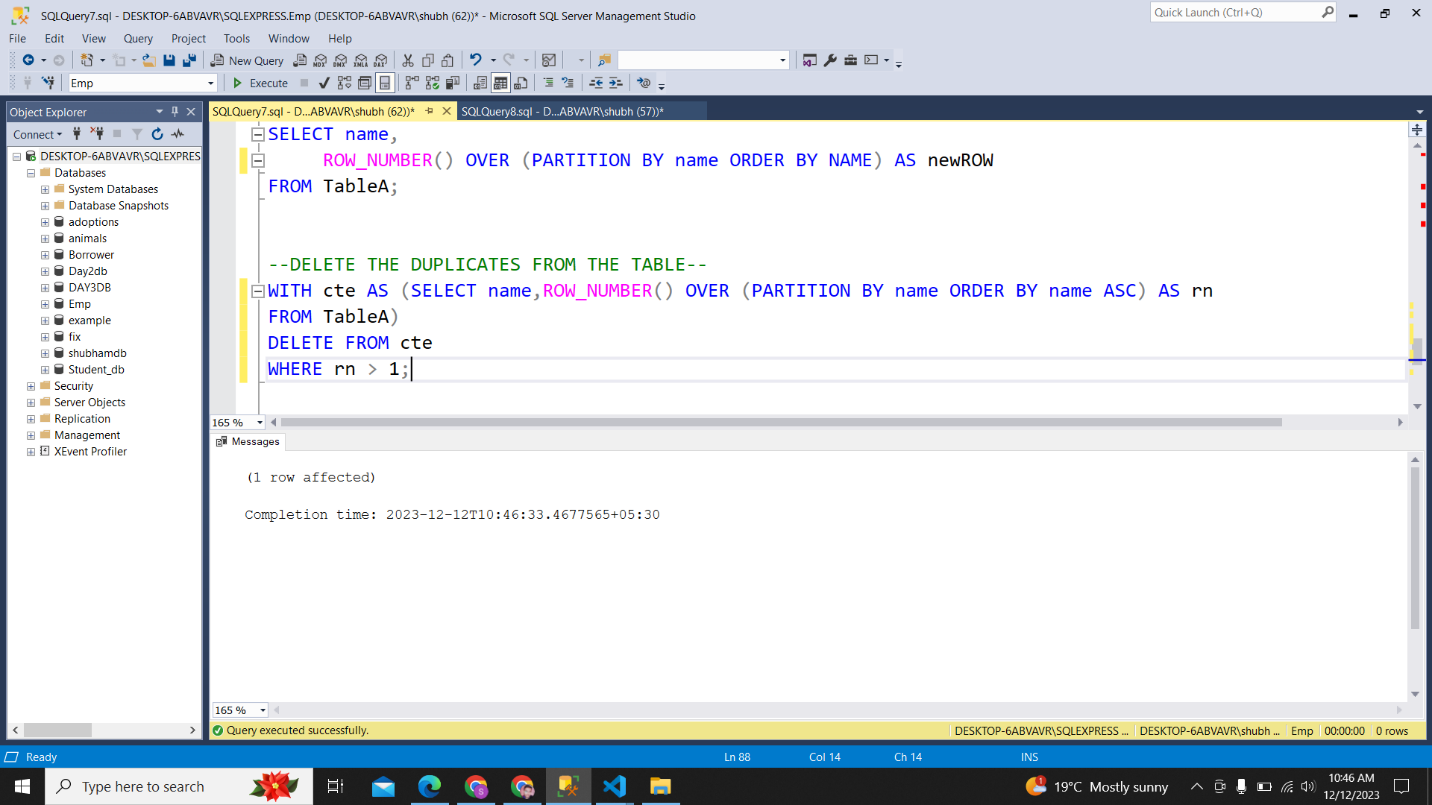 SQLQuery7.sql - DESKTOP-6ABVAVR\SQLEXPRESS.Emp (DESKTOP-6ABVAVR\shubh (62))* - Microsoft SQL Server Management Studio
Quick Launch (Ctrl+Q)
File Edit View Query Project Tools Window Help
New Query
MDX DMX XMLA DAX
Emp
Execute
Object Explorer
SQLQuery7.sql - D...ABVAVR\shubh (62))*
SQLQuery8.sql - D...ABVAVR\shubh (57))*
Connect
DESKTOP-6ABVAVR\SQLEXPRES
Databases
System Databases
Database Snapshots
adoptions
animals
Borrower
Day2db
DAY3DB
Emp
example
fix
shubhamdb
Student_db
Security
Server Objects
Replication
Management
XEvent Profiler
SELECT name,
ROW_NUMBER() OVER (PARTITION BY name ORDER BY NAME) AS newROW
FROM TableA;
--DELETE THE DUPLICATES FROM THE TABLE--
WITH cte AS (SELECT name,ROW_NUMBER() OVER (PARTITION BY name ORDER BY name ASC) AS rn
FROM TableA)
DELETE FROM cte
WHERE rn > 1;
165 %
Messages
(1 row affected)
Completion time: 2023-12-12T10:46:33.4677565+05:30
165 %
Query executed successfully.
DESKTOP-6ABVAVR\SQLEXPRESS ...
DESKTOP-6ABVAVR\shubh ...
Emp
00:00:00
0 rows
Ready
Ln 88
Col 14
Ch 14
INS
Type here to search
S
1
19°C Mostly sunny
10:46 AM
12/12/2023